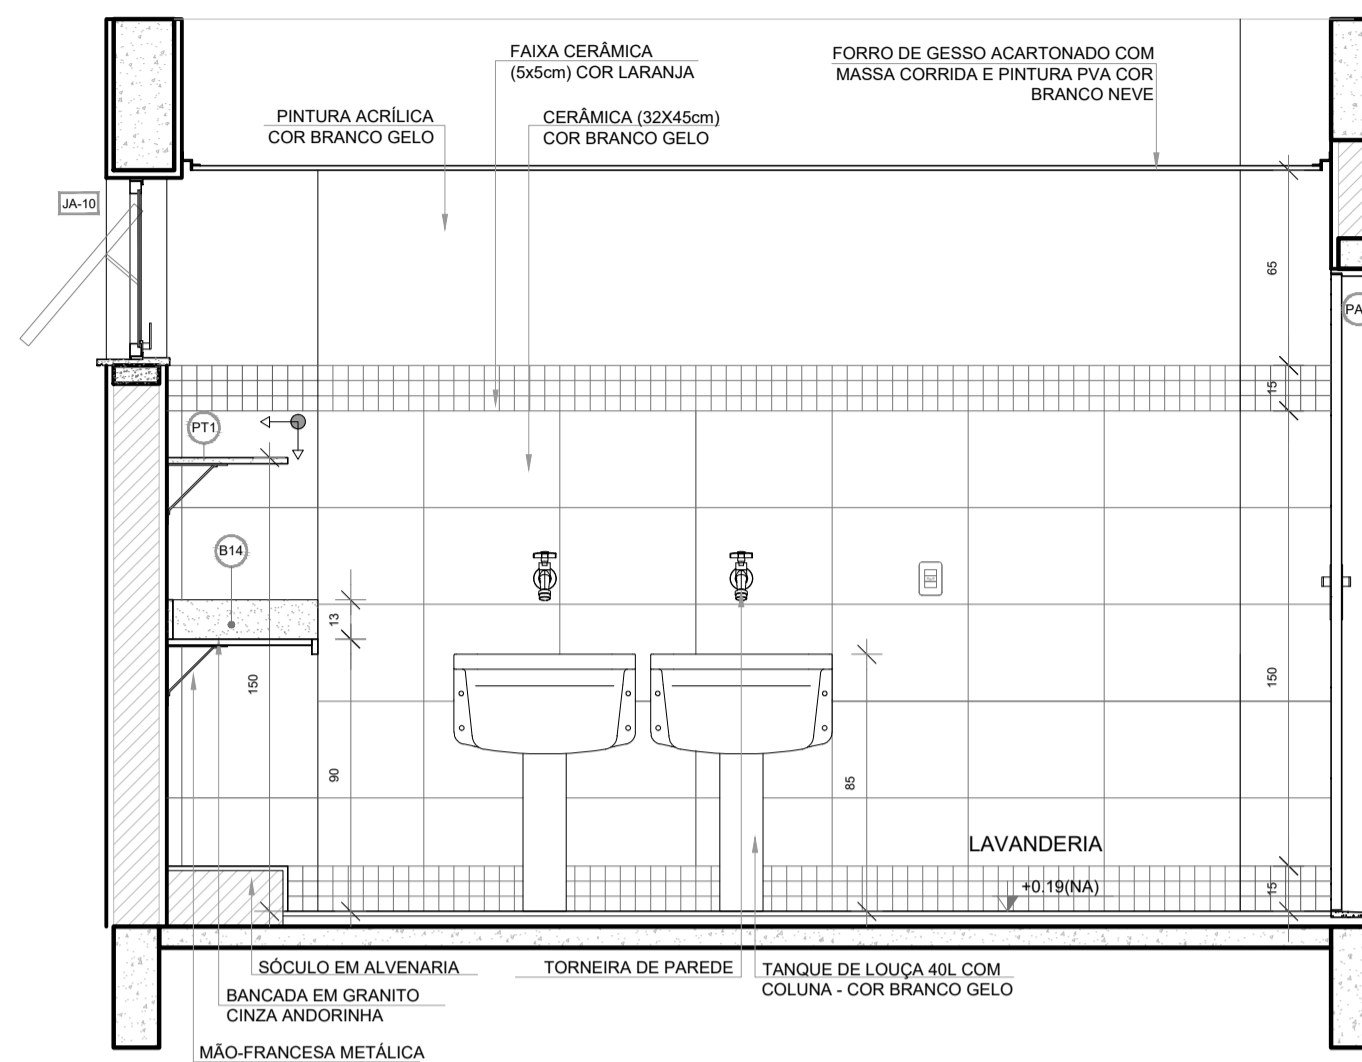 FAIXA CERÂMICA
(5x5cm) COR LARANJA
FORRO DE GESSO ACARTONADO COM
MASSA CORRIDA E PINTURA PVA COR
BRANCO NEVE
PINTURA ACRÍLICA
COR BRANCO GELO
CERÂMICA (32X45cm)
COR BRANCO GELO
JA-10
65
PA
15
PT1
B14
13
150
150
90
85
LAVANDERIA
+0.19(NA)
15
SÓCULO EM ALVENARIA
TORNEIRA DE PAREDE
TANQUE DE LOUÇA 40L COM
COLUNA - COR BRANCO GELO
BANCADA EM GRANITO
CINZA ANDORINHA
MÃO-FRANCESA METÁLICA